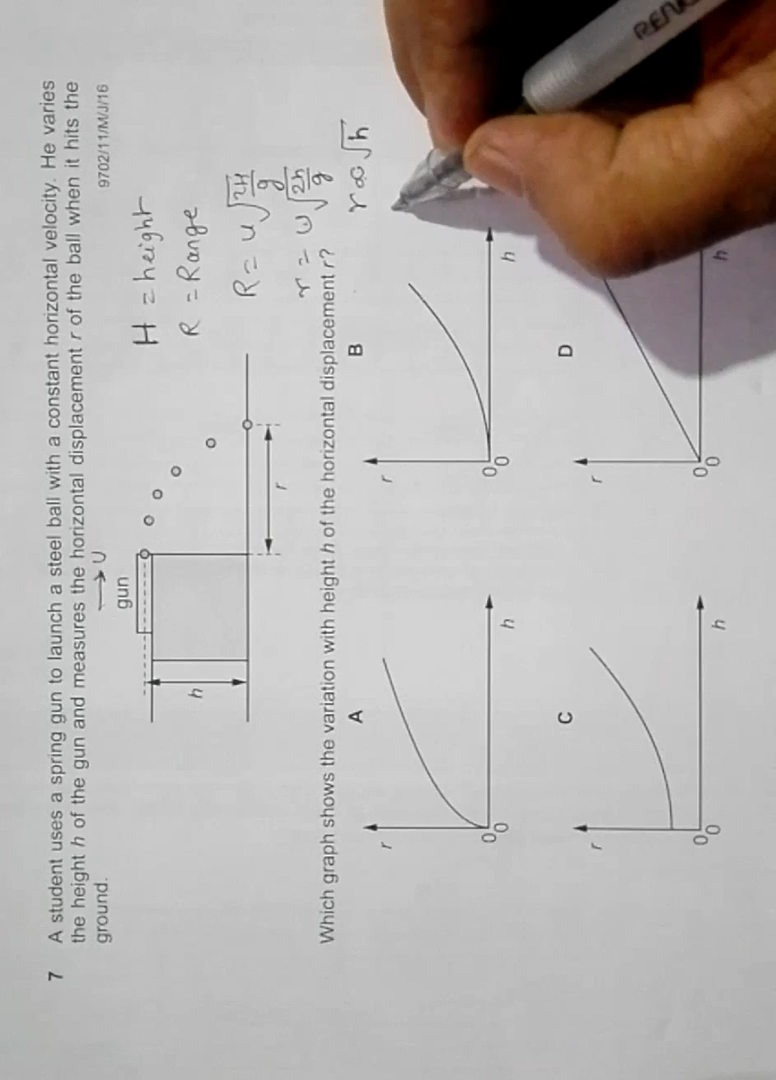 7 A student uses a spring gun to launch a steel ball with a constant horizontal velocity. He varies
the height h of the gun and measures the horizontal displacement r of the ball when it hits the
ground.
9702/11/M/J/16
→ U
gun
h
r
H = height
R = Range
R = u√2H/g
r = u√2h/g
r ∝ √h
Which graph shows the variation with height h of the horizontal displacement r?
A
r
0
0
h
B
r
0
0
h
C
r
0
0
h
D
r
0
0
h